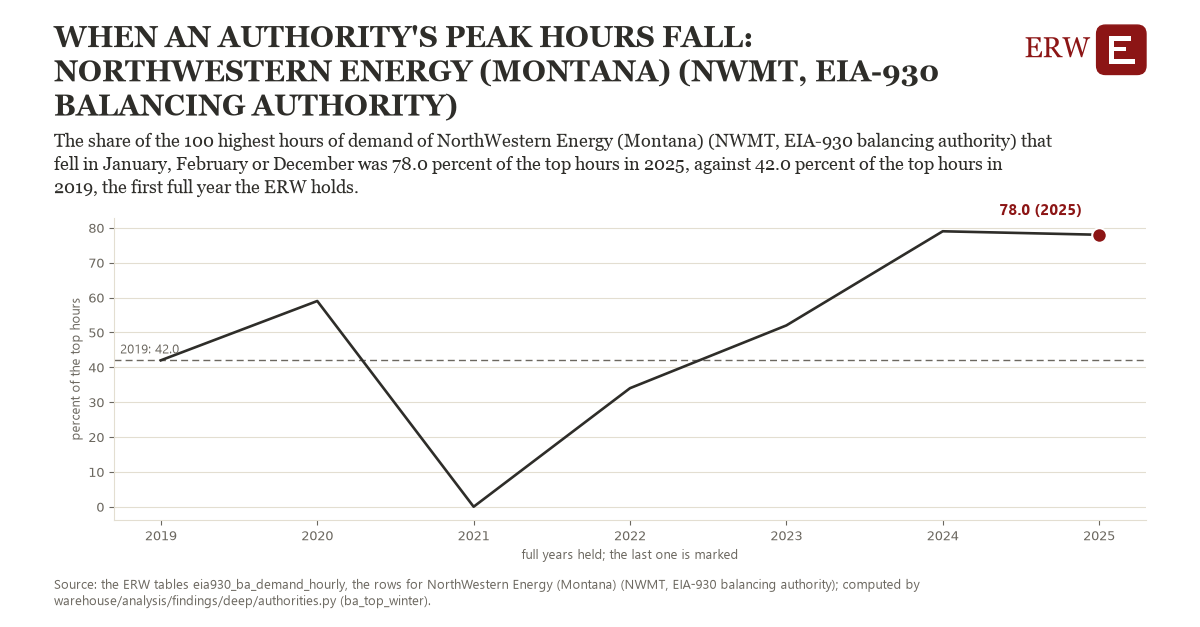 WHEN AN AUTHORITY'S PEAK HOURS FALL:
NORTHWESTERN ENERGY (MONTANA) (NWMT, EIA-930
BALANCING AUTHORITY)
ERW E
The share of the 100 highest hours of demand of NorthWestern Energy (Montana) (NWMT, EIA-930 balancing authority) that
fell in January, February or December was 78.0 percent of the top hours in 2025, against 42.0 percent of the top hours in
2019, the first full year the ERW holds.
78.0 (2025)
80
70
60
50
40
30
20
10
0
percent of the top hours
2019: 42.0
2019 2020 2021 2022 2023 2024 2025
full years held; the last one is marked
Source: the ERW tables eia930_ba_demand_hourly, the rows for NorthWestern Energy (Montana) (NWMT, EIA-930 balancing authority); computed by
warehouse/analysis/findings/deep/authorities.py (ba_top_winter).